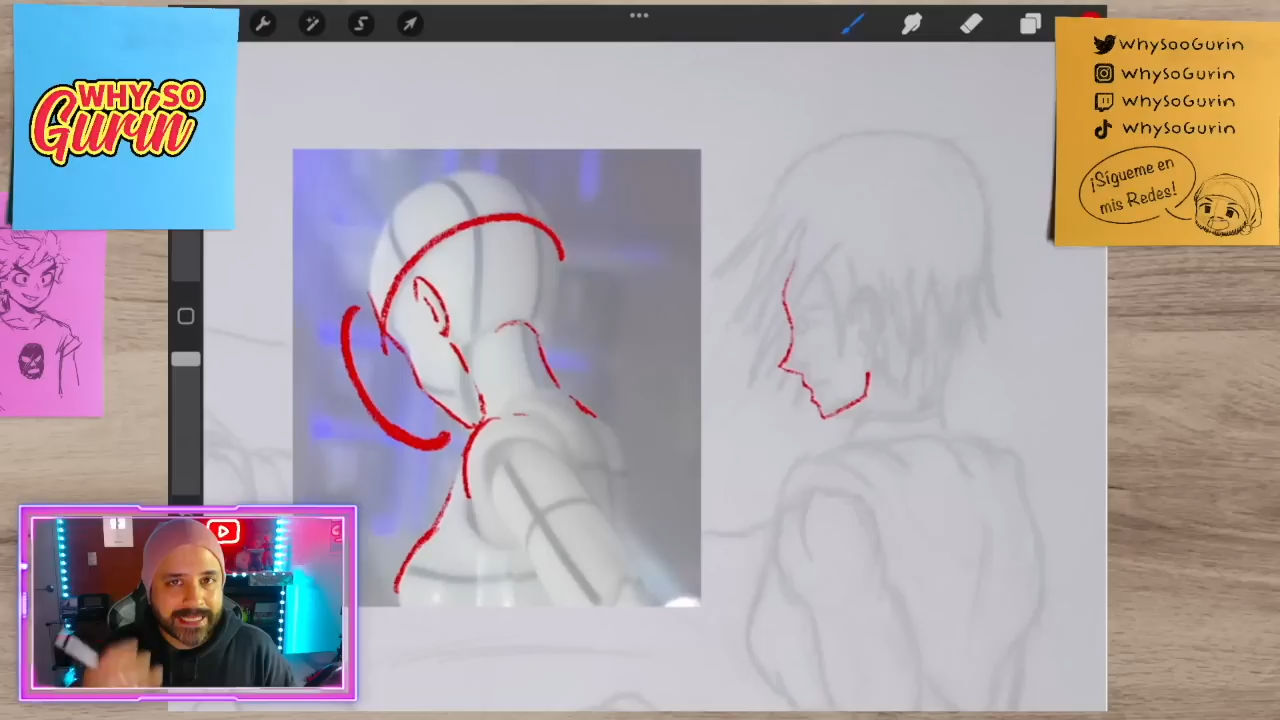 WHY SO
Gurin
WhySooGurin
WhySoGurin
WhySoGurin
WhySoGurin
¡Sígueme en
mis Redes!